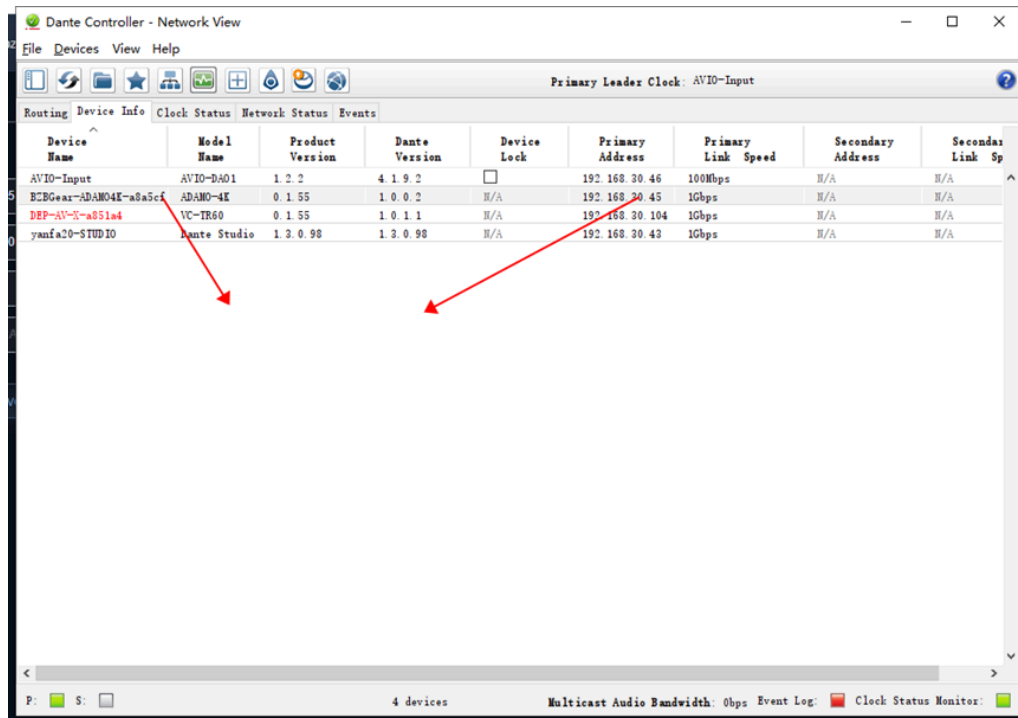 Dante Controller - Network View
File Devices View Help
Primary Leader Clock: AVIO-Input
Routing Device Info Clock Status Network Status Events
Device Name Model Name Product Version Dante Version Device Lock Primary Address Primary Link Speed Secondary Address Secondar Link Sp
AVIO-Input AVIO-DAO1 1.2.2 4.1.9.2 192.168.30.46 100Mbps N/A N/A
BZBGear-ADAMO4K-a8a5cf ADAMO-4K 0.1.55 1.0.0.2 N/A 192.168.30.45 1Gbps N/A N/A
DEP-AV-X-a851a4 VC-TR60 0.1.55 1.0.1.1 N/A 192.168.30.104 1Gbps N/A N/A
yanfa20-STUDIO Dante Studio 1.3.0.98 1.3.0.98 N/A 192.168.30.43 1Gbps N/A N/A
P: S: 4 devices Multicast Audio Bandwidth: 0bps Event Log: Clock Status Monitor: